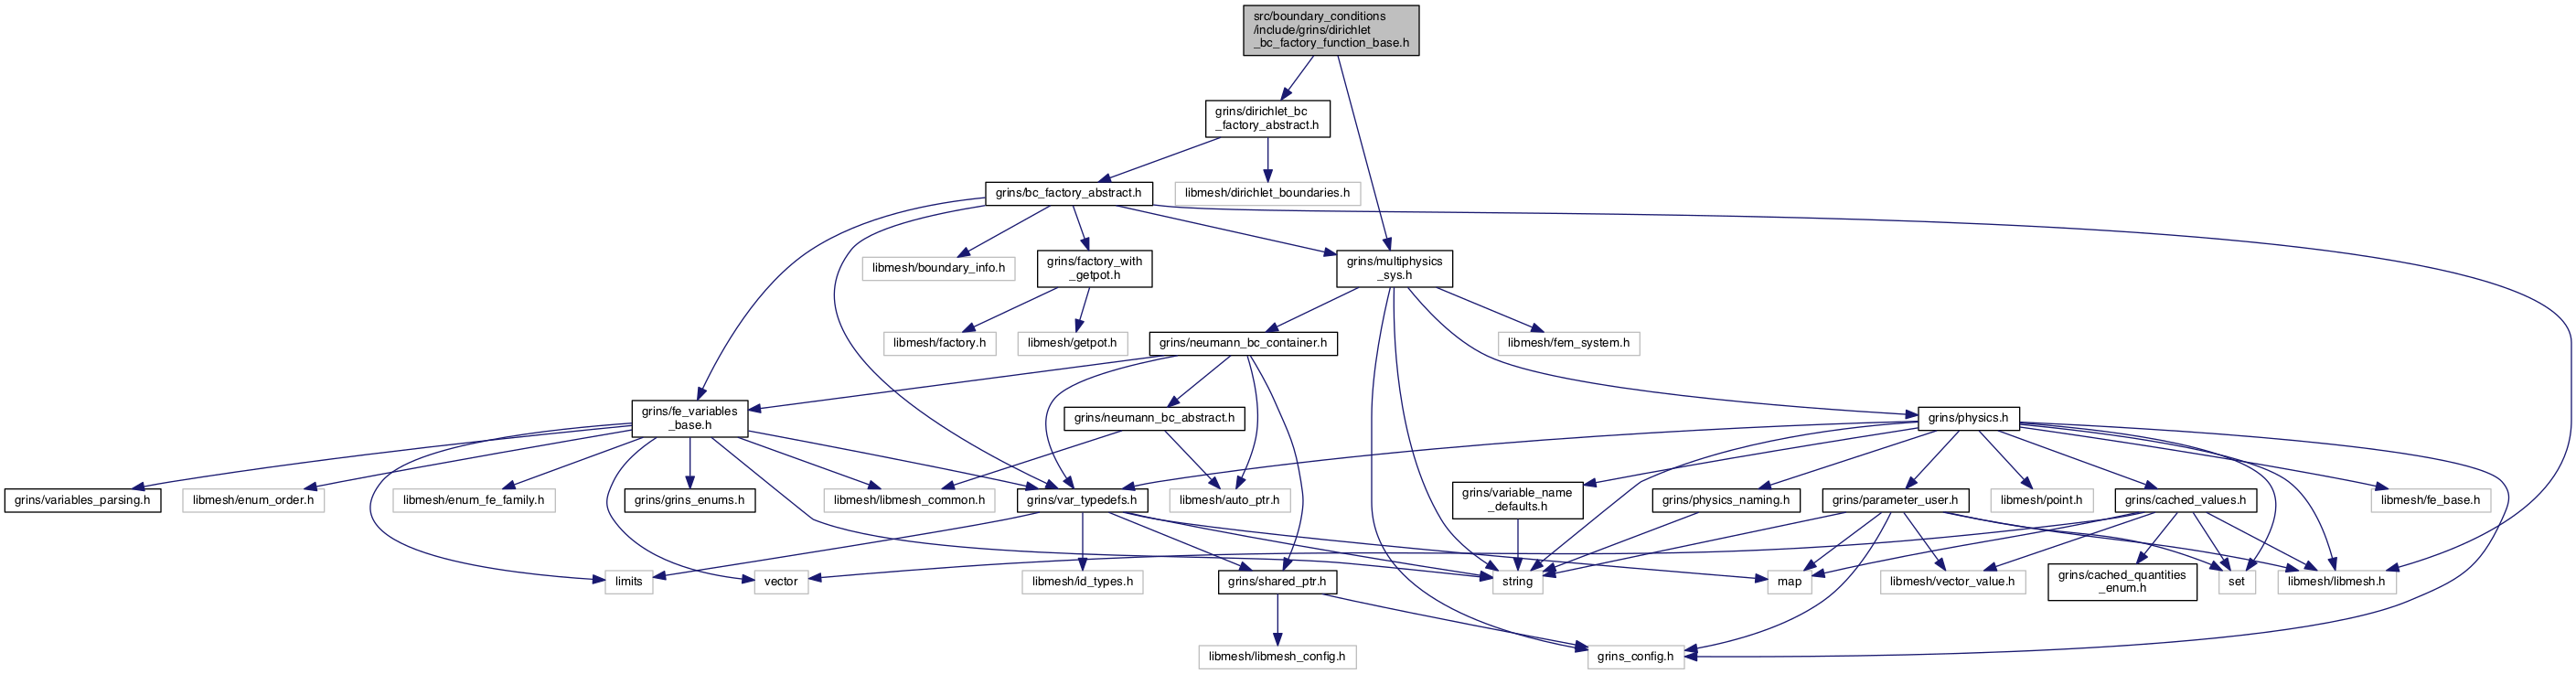 src/boundary_conditions
/include/grins/dirichlet
_bc_factory_function_base.h
grins/dirichlet_bc
_factory_abstract.h
grins/bc_factory_abstract.h
libmesh/dirichlet_boundaries.h
libmesh/boundary_info.h
grins/factory_with
_getpot.h
grins/multiphysics
_sys.h
libmesh/factory.h
libmesh/getpot.h
grins/neumann_bc_container.h
libmesh/fem_system.h
grins/fe_variables
_base.h
grins/neumann_bc_abstract.h
grins/physics.h
grins/variables_parsing.h
libmesh/enum_order.h
libmesh/enum_fe_family.h
grins/grins_enums.h
libmesh/libmesh_common.h
grins/var_typedefs.h
libmesh/auto_ptr.h
grins/variable_name
_defaults.h
grins/physics_naming.h
grins/parameter_user.h
libmesh/point.h
grins/cached_values.h
libmesh/fe_base.h
limits
vector
libmesh/id_types.h
grins/shared_ptr.h
string
map
libmesh/vector_value.h
grins/cached_quantities
_enum.h
set
libmesh/libmesh.h
libmesh/libmesh_config.h
grins_config.h